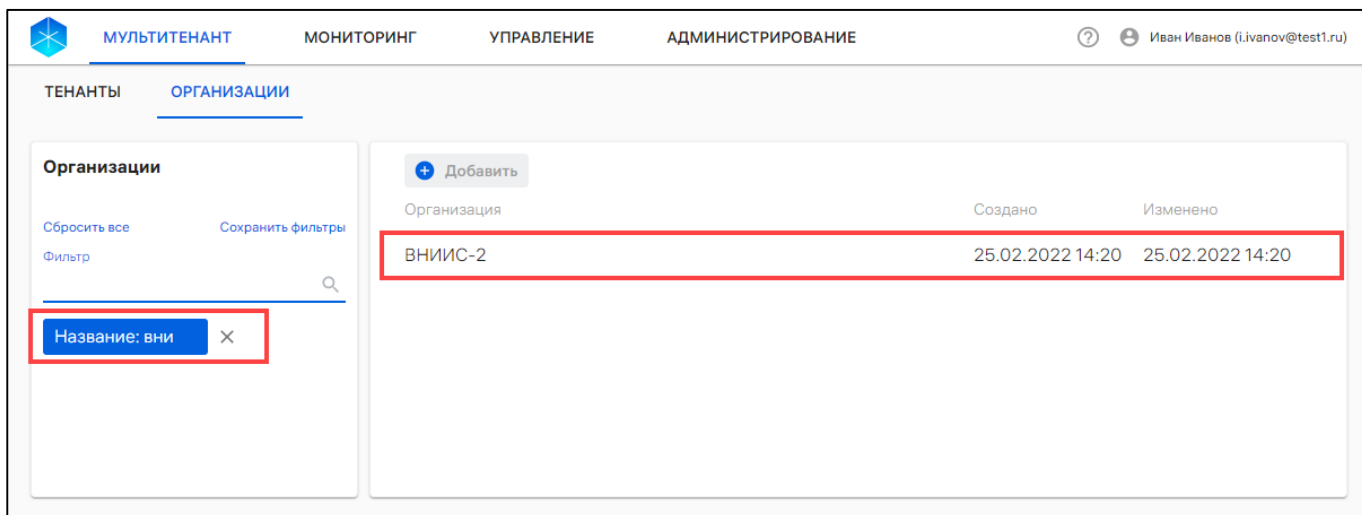 МУЛЬТИТЕНАНТ МОНИТОРИНГ УПРАВЛЕНИЕ АДМИНИСТРИРОВАНИЕ Иван Иванов (i.ivanov@test1.ru)
ТЕНАНТЫ ОРГАНИЗАЦИИ
Организации
Сбросить все Сохранить фильтры
Фильтр
Название: вни
Добавить
Организация Создано Изменено
ВНИИС-2 25.02.2022 14:20 25.02.2022 14:20